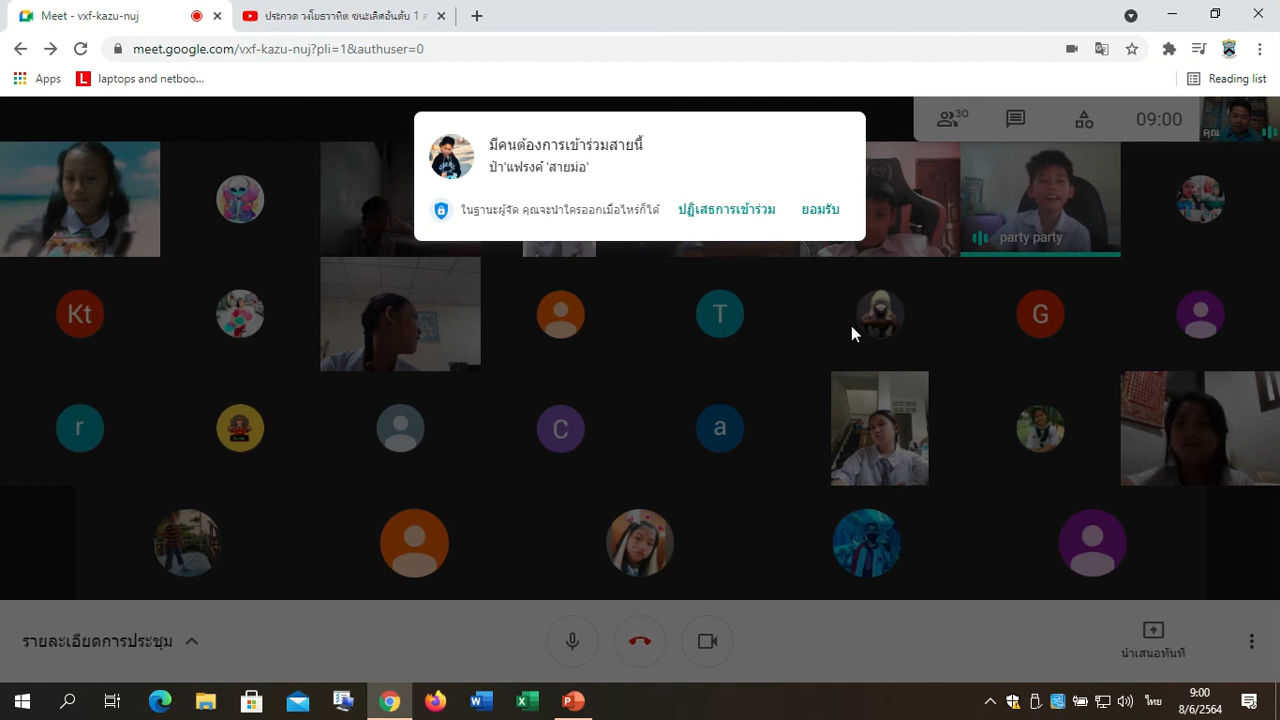 Meet - vxf-kazu-nuj
ประกวด วงโยธวาทิต ชนะเลิศอันดับ 1 ส
meet.google.com/vxf-kazu-nuj?pli=1&authuser=0
Apps
laptops and netboo...
Reading list
30
09:00
คุณ
มีคนต้องการเข้าร่วมสายนี้
ป๋า'แฟรงค์ 'สายม่อ'
ในฐานะผู้จัด คุณจะนำใครออกเมื่อไหร่ก็ได้
ปฏิเสธการเข้าร่วม
ยอมรับ
party party
Kt
T
G
r
C
a
รายละเอียดการประชุม
นำเสนอทันที
ไทย
9:00
8/6/2564